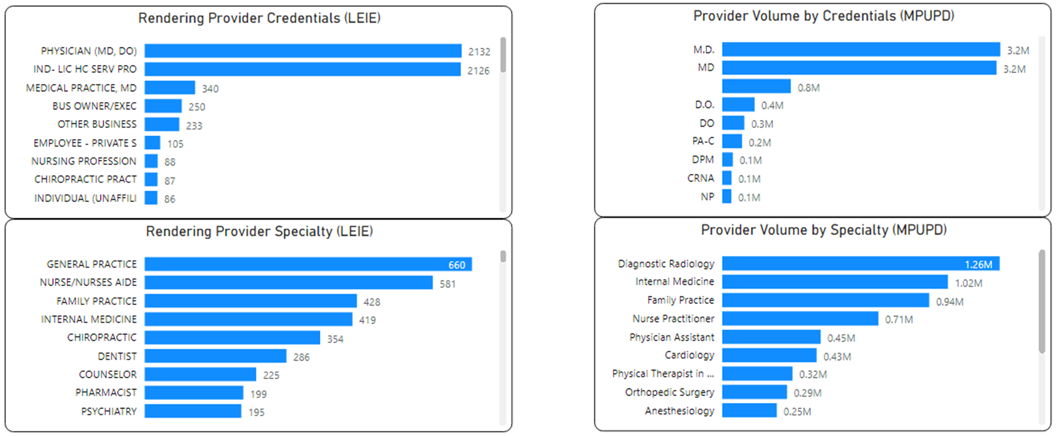 Rendering Provider Credentials (LEIE)
PHYSICIAN (MD, DO) 2132
IND- LIC HC SERV PRO 2126
MEDICAL PRACTICE, MD 340
BUS OWNER/EXEC 250
OTHER BUSINESS 233
EMPLOYEE - PRIVATE S 105
NURSING PROFESSION 88
CHIROPRACTIC PRACT 87
INDIVIDUAL (UNAFFILI 86
Provider Volume by Credentials (MPUPD)
M.D. 3.2M
MD 3.2M
0.8M
D.O. 0.4M
DO 0.3M
PA-C 0.2M
DPM 0.1M
CRNA 0.1M
NP 0.1M
Rendering Provider Specialty (LEIE)
GENERAL PRACTICE 660
NURSE/NURSES AIDE 581
FAMILY PRACTICE 428
INTERNAL MEDICINE 419
CHIROPRACTIC 354
DENTIST 286
COUNSELOR 225
PHARMACIST 199
PSYCHIATRY 195
Provider Volume by Specialty (MPUPD)
Diagnostic Radiology 1.26M
Internal Medicine 1.02M
Family Practice 0.94M
Nurse Practitioner 0.71M
Physician Assistant 0.45M
Cardiology 0.43M
Physical Therapist in ... 0.32M
Orthopedic Surgery 0.29M
Anesthesiology 0.25M